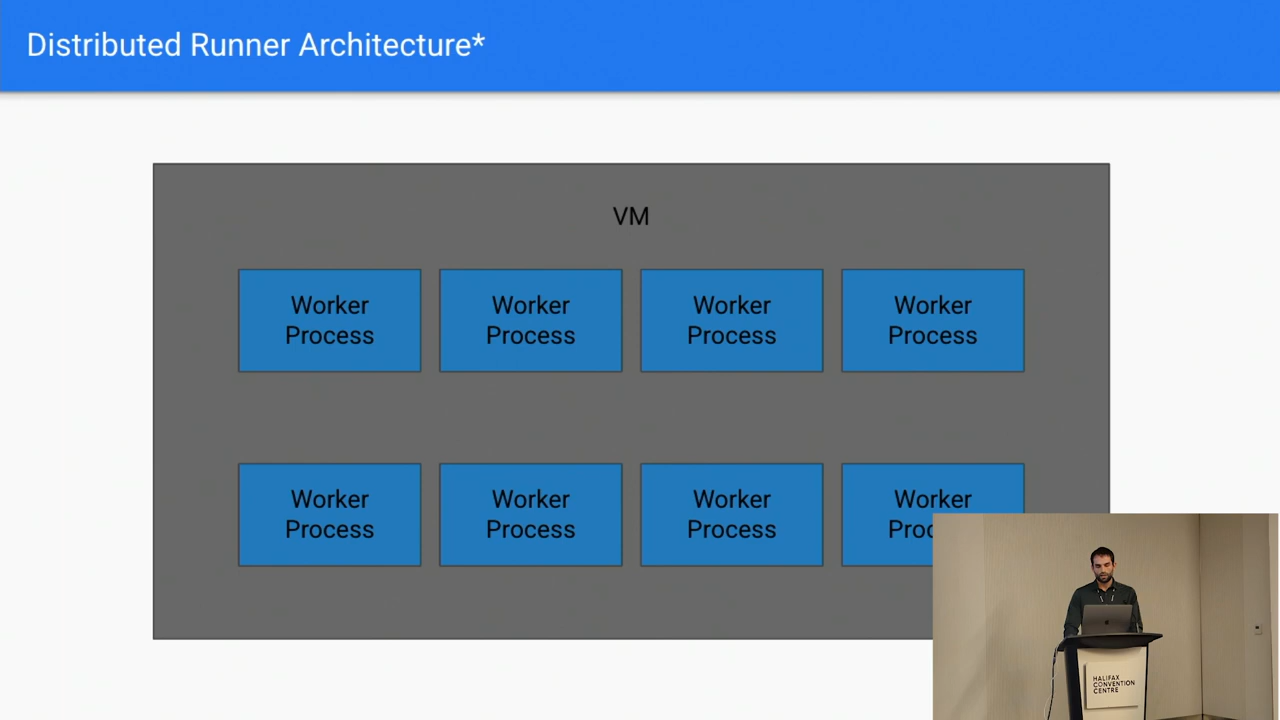 Distributed Runner Architecture*
VM
Worker
Process
Worker
Process
Worker
Process
Worker
Process
Worker
Process
Worker
Process
Worker
Process
Worker
Proc
HALIFAX
CONVENTION
CENTRE